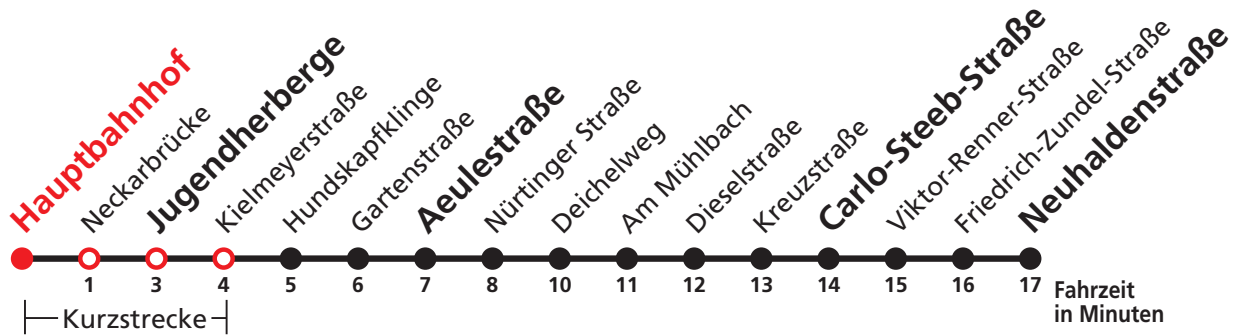 Hauptbahnhof
Neckarbrücke
Jugendherberge
Kielmeyerstraße
Hundskapfklinge
Gartenstraße
Aeulestraße
Nürtinger Straße
Deichelweg
Am Mühlbach
Dieselstraße
Kreuzstraße
Carlo-Steeb-Straße
Viktor-Renner-Straße
Friedrich-Zundel-Straße
Neuhaldenstraße
1 3 4 5 6 7 8 10 11 12 13 14 15 16 17
Fahrzeit
in Minuten
Kurzstrecke